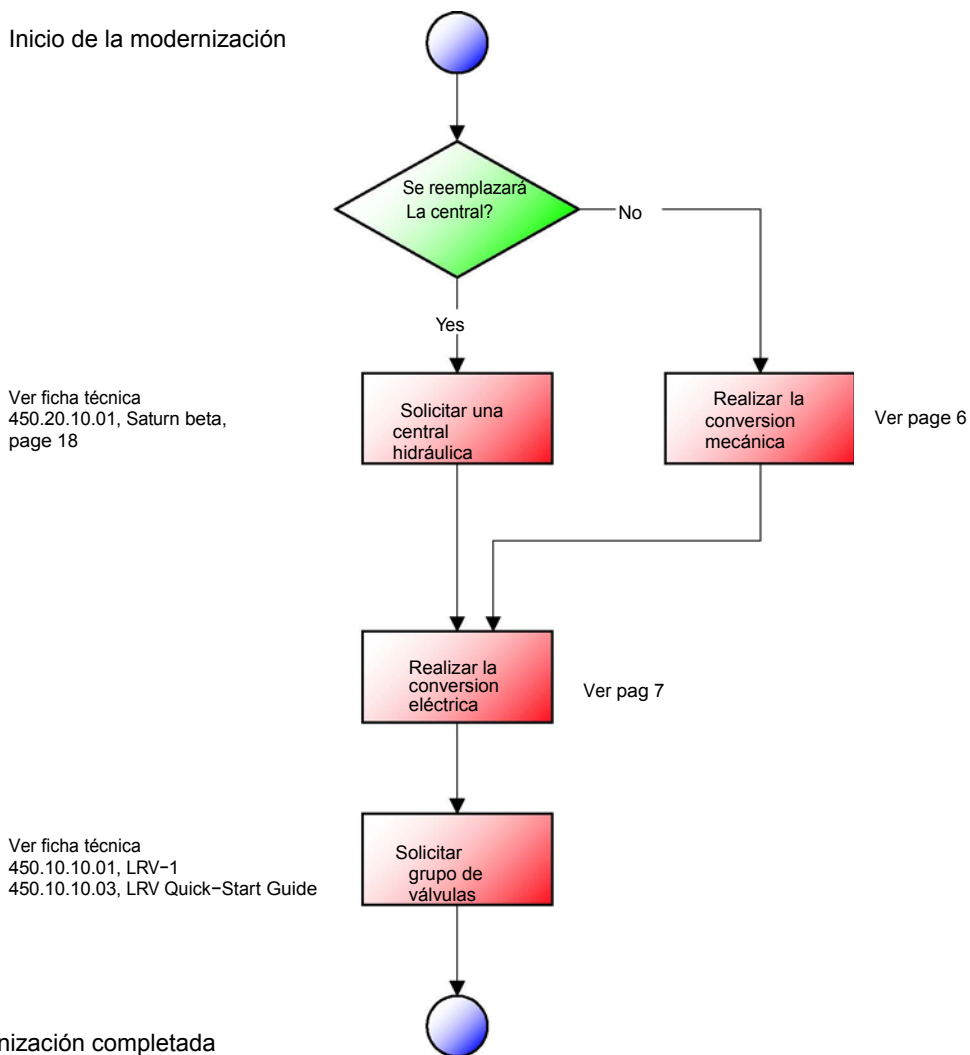 Inicio de la modernización
Se reemplazará
La central?
No
Yes
Ver ficha técnica
450.20.10.01, Saturn beta,
page 18
Solicitar una
central
hidráulica
Realizar la
conversion
mecánica
Ver page 6
Realizar la
conversion
eléctrica
Ver pag 7
Ver ficha técnica
450.10.10.01, LRV−1
450.10.10.03, LRV Quick−Start Guide
Solicitar
grupo de
válvulas
nización completada